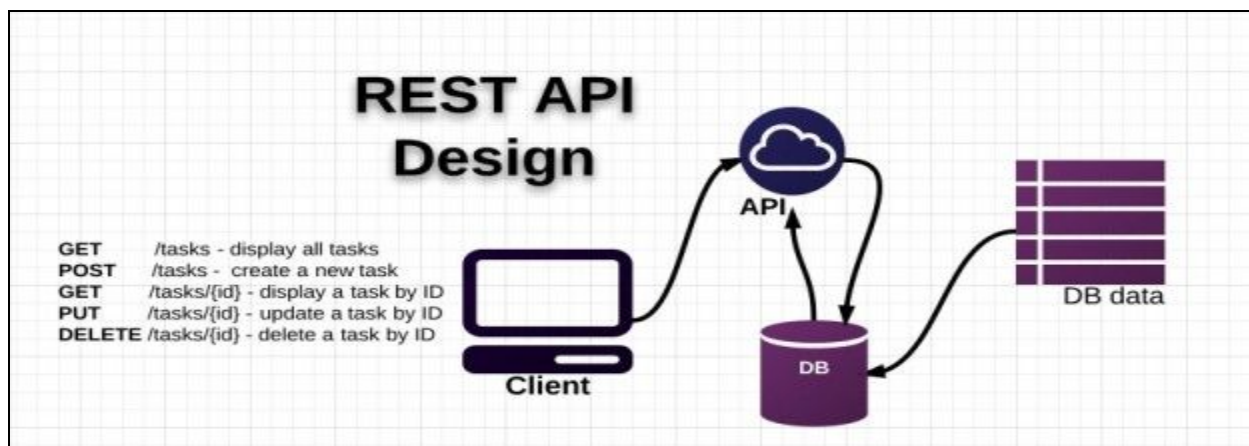 REST API
Design
GET /tasks - display all tasks
POST /tasks - create a new task
GET /tasks/{id} - display a task by ID
PUT /tasks/{id} - update a task by ID
DELETE /tasks/{id} - delete a task by ID
Client
API
DB
DB data